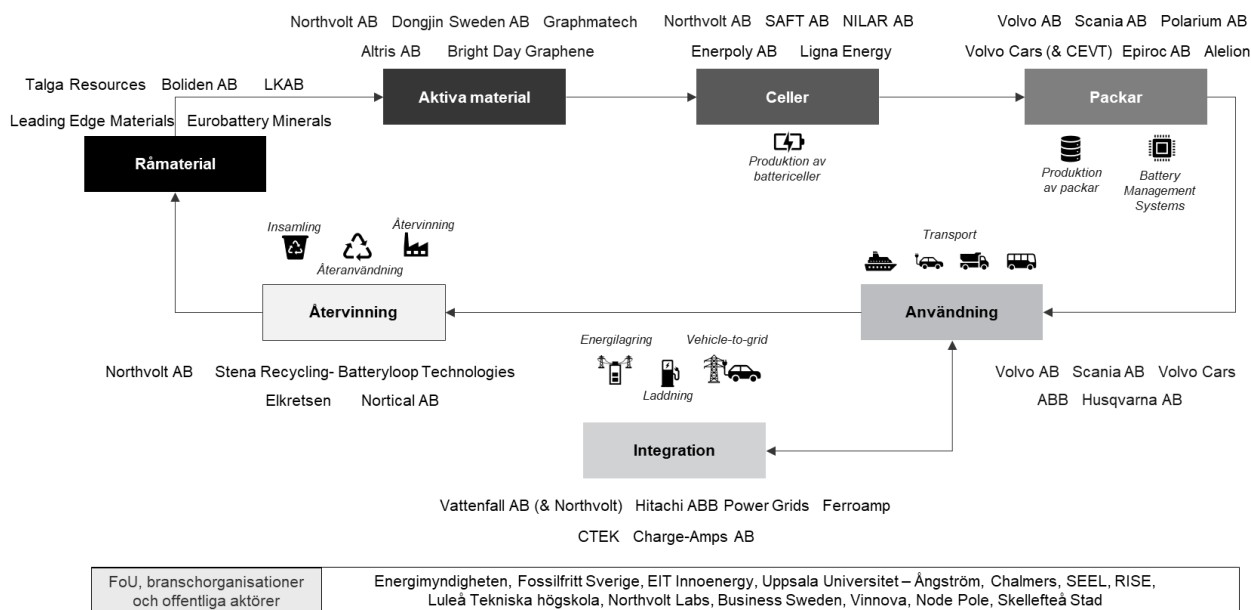 Northvolt AB Dongjin Sweden AB Graphmatech
Altris AB Bright Day Graphene
Aktiva material
Northvolt AB SAFT AB NILAR AB
Enerpoly AB Ligna Energy
Celler
Produktion av
battericeller
Volvo AB Scania AB Polarium AB
Volvo Cars (& CEVT) Epiroc AB Alelion
Packar
Produktion
av packar
Battery
Management
Systems
Talga Resources Boliden AB LKAB
Leading Edge Materials Eurobattery Minerals
Råmaterial
Insamling
Återvinning
Återanvändning
Återvinning
Northvolt AB Stena Recycling- Batteryloop Technologies
Elkretsen Nortical AB
Transport
Användning
Volvo AB Scania AB Volvo Cars
ABB Husqvarna AB
Energilagring
Vehicle-to-grid
Laddning
Integration
Vattenfall AB (& Northvolt) Hitachi ABB Power Grids Ferroamp
CTEK Charge-Amps AB
FoU, branschorganisationer
och offentliga aktörer
Energimyndigheten, Fossilfritt Sverige, EIT Innoenergy, Uppsala Universitet – Ångström, Chalmers, SEEL, RISE,
Luleå Tekniska högskola, Northvolt Labs, Business Sweden, Vinnova, Node Pole, Skellefteå Stad